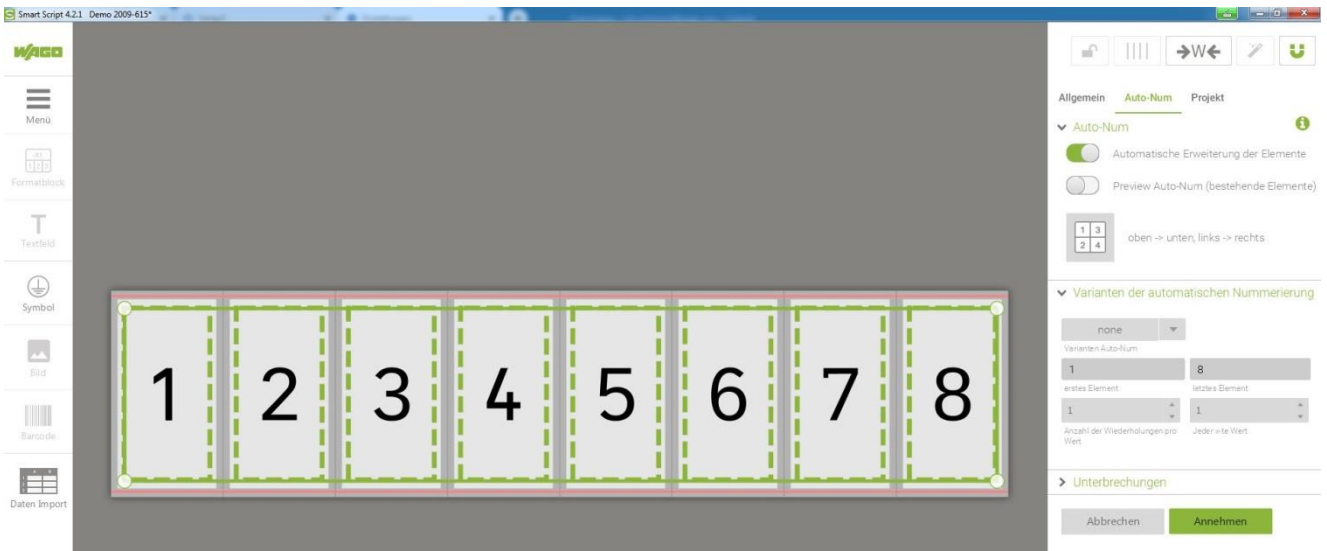 Smart Script 4.2.1 Demo 2009-615*
WAGO
Menü
Formatblock
Textfeld
Symbol
Bild
Barcode
Daten Import
1 2 3 4 5 6 7 8
→W←
Allgemein Auto-Num Projekt
Auto-Num
Automatische Erweiterung der Elemente
Preview Auto-Num (bestehende Elemente)
1 3
2 4
oben -> unten, links -> rechts
Varianten der automatischen Nummerierung
none
Varianten Auto-Num
1 8
erstes Element letztes Element
1 1
Anzahl der Wiederholungen pro Wert Jeder x-te Wert
Unterbrechungen
Abbrechen Annehmen